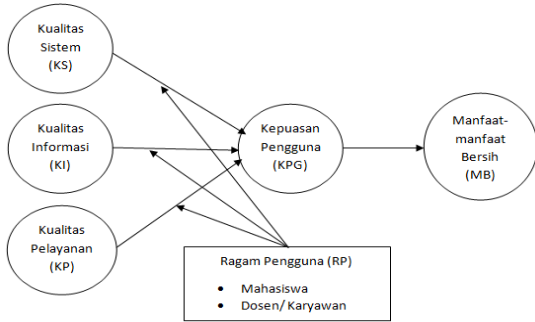 Kualitas
Sistem
(KS)
Kualitas
Informasi
(KI)
Kualitas
Pelayanan
(KP)
Kepuasan
Pengguna
(KPG)
Manfaat-
manfaat
Bersih
(MB)
Ragam Pengguna (RP)
• Mahasiswa
• Dosen/ Karyawan